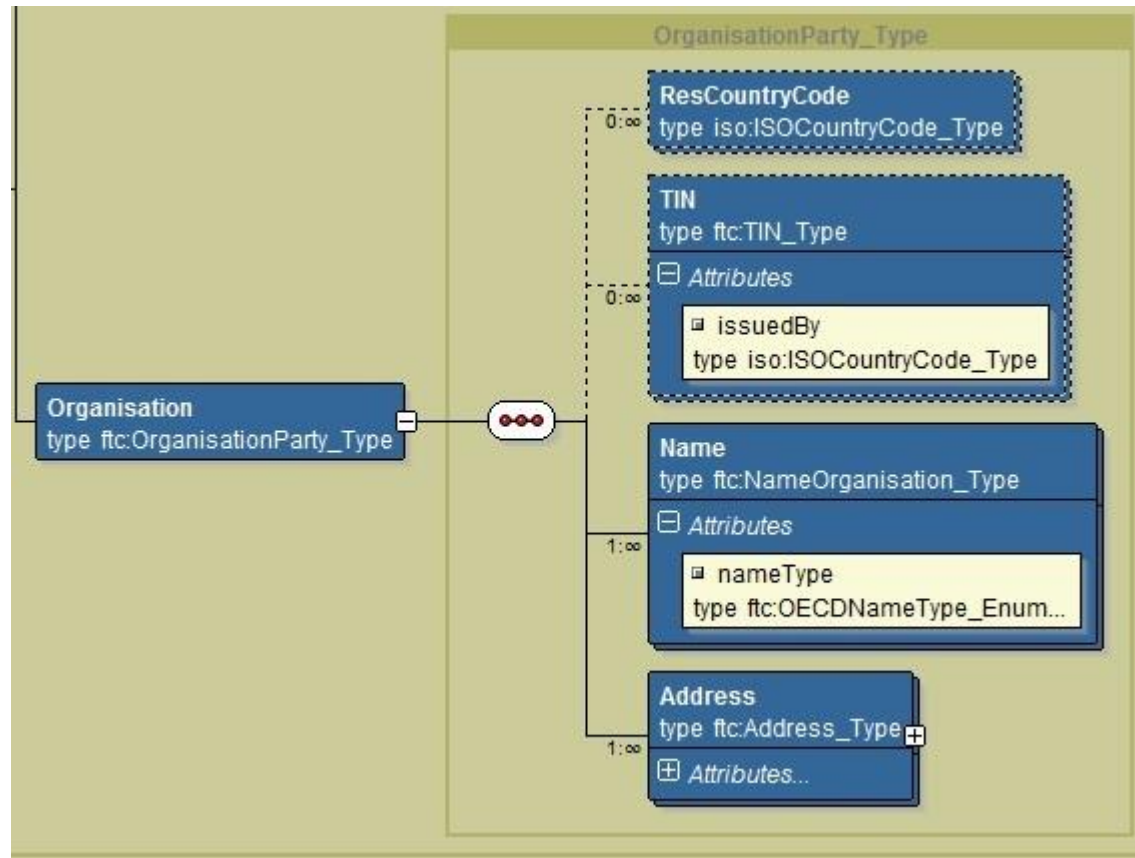 OrganisationParty_Type
ResCountryCode
0:∞ type iso:ISOCountryCode_Type
TIN
type ftc:TIN_Type
Attributes
0:∞
issuedBy
type iso:ISOCountryCode_Type
Organisation
type ftc:OrganisationParty_Type
Name
type ftc:NameOrganisation_Type
Attributes
1:∞
nameType
type ftc:OECDNameType_Enum...
Address
type ftc:Address_Type
1:∞
Attributes...